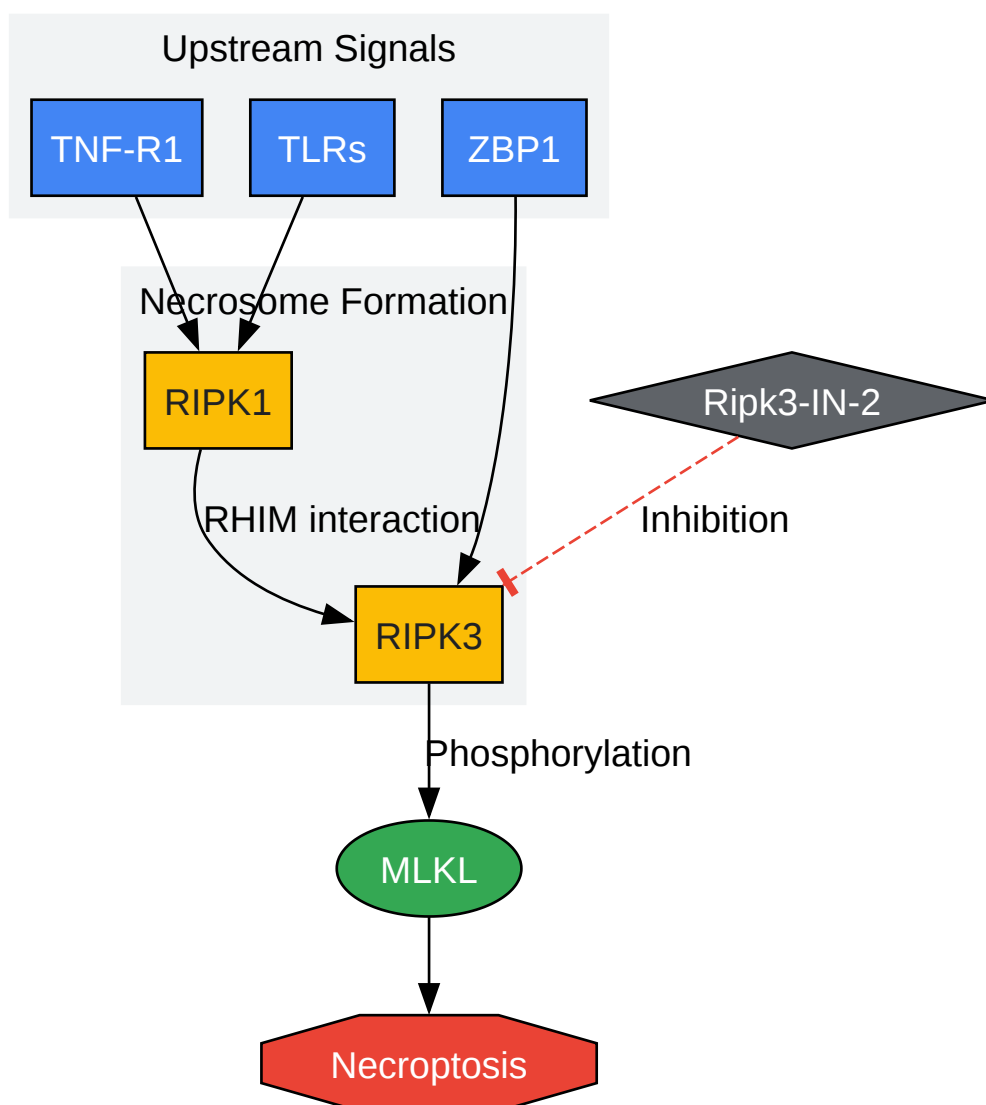 Upstream Signals
TNF-R1
TLRs
ZBP1
Necrosome Formation
RIPK1
Ripk3-IN-2
RHIM interaction
Inhibition
RIPK3
Phosphorylation
MLKL
Necroptosis